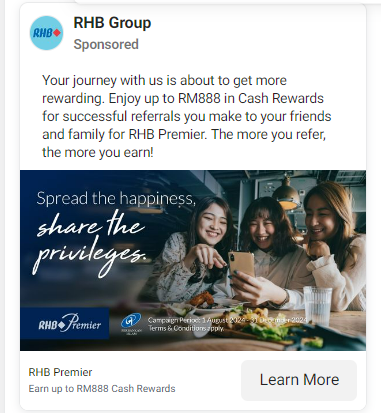 RHB
RHB Group
Sponsored
Your journey with us is about to get more
rewarding. Enjoy up to RM888 in Cash Rewards
for successful referrals you make to your friends
and family for RHB Premier. The more you refer,
the more you earn!
Spread the happiness,
share the
privileges.
RHB Premier
Campaign Period: 1 August 2024 - 31 December 2024
Terms & Conditions apply.
RHB Premier
Earn up to RM888 Cash Rewards
Learn More